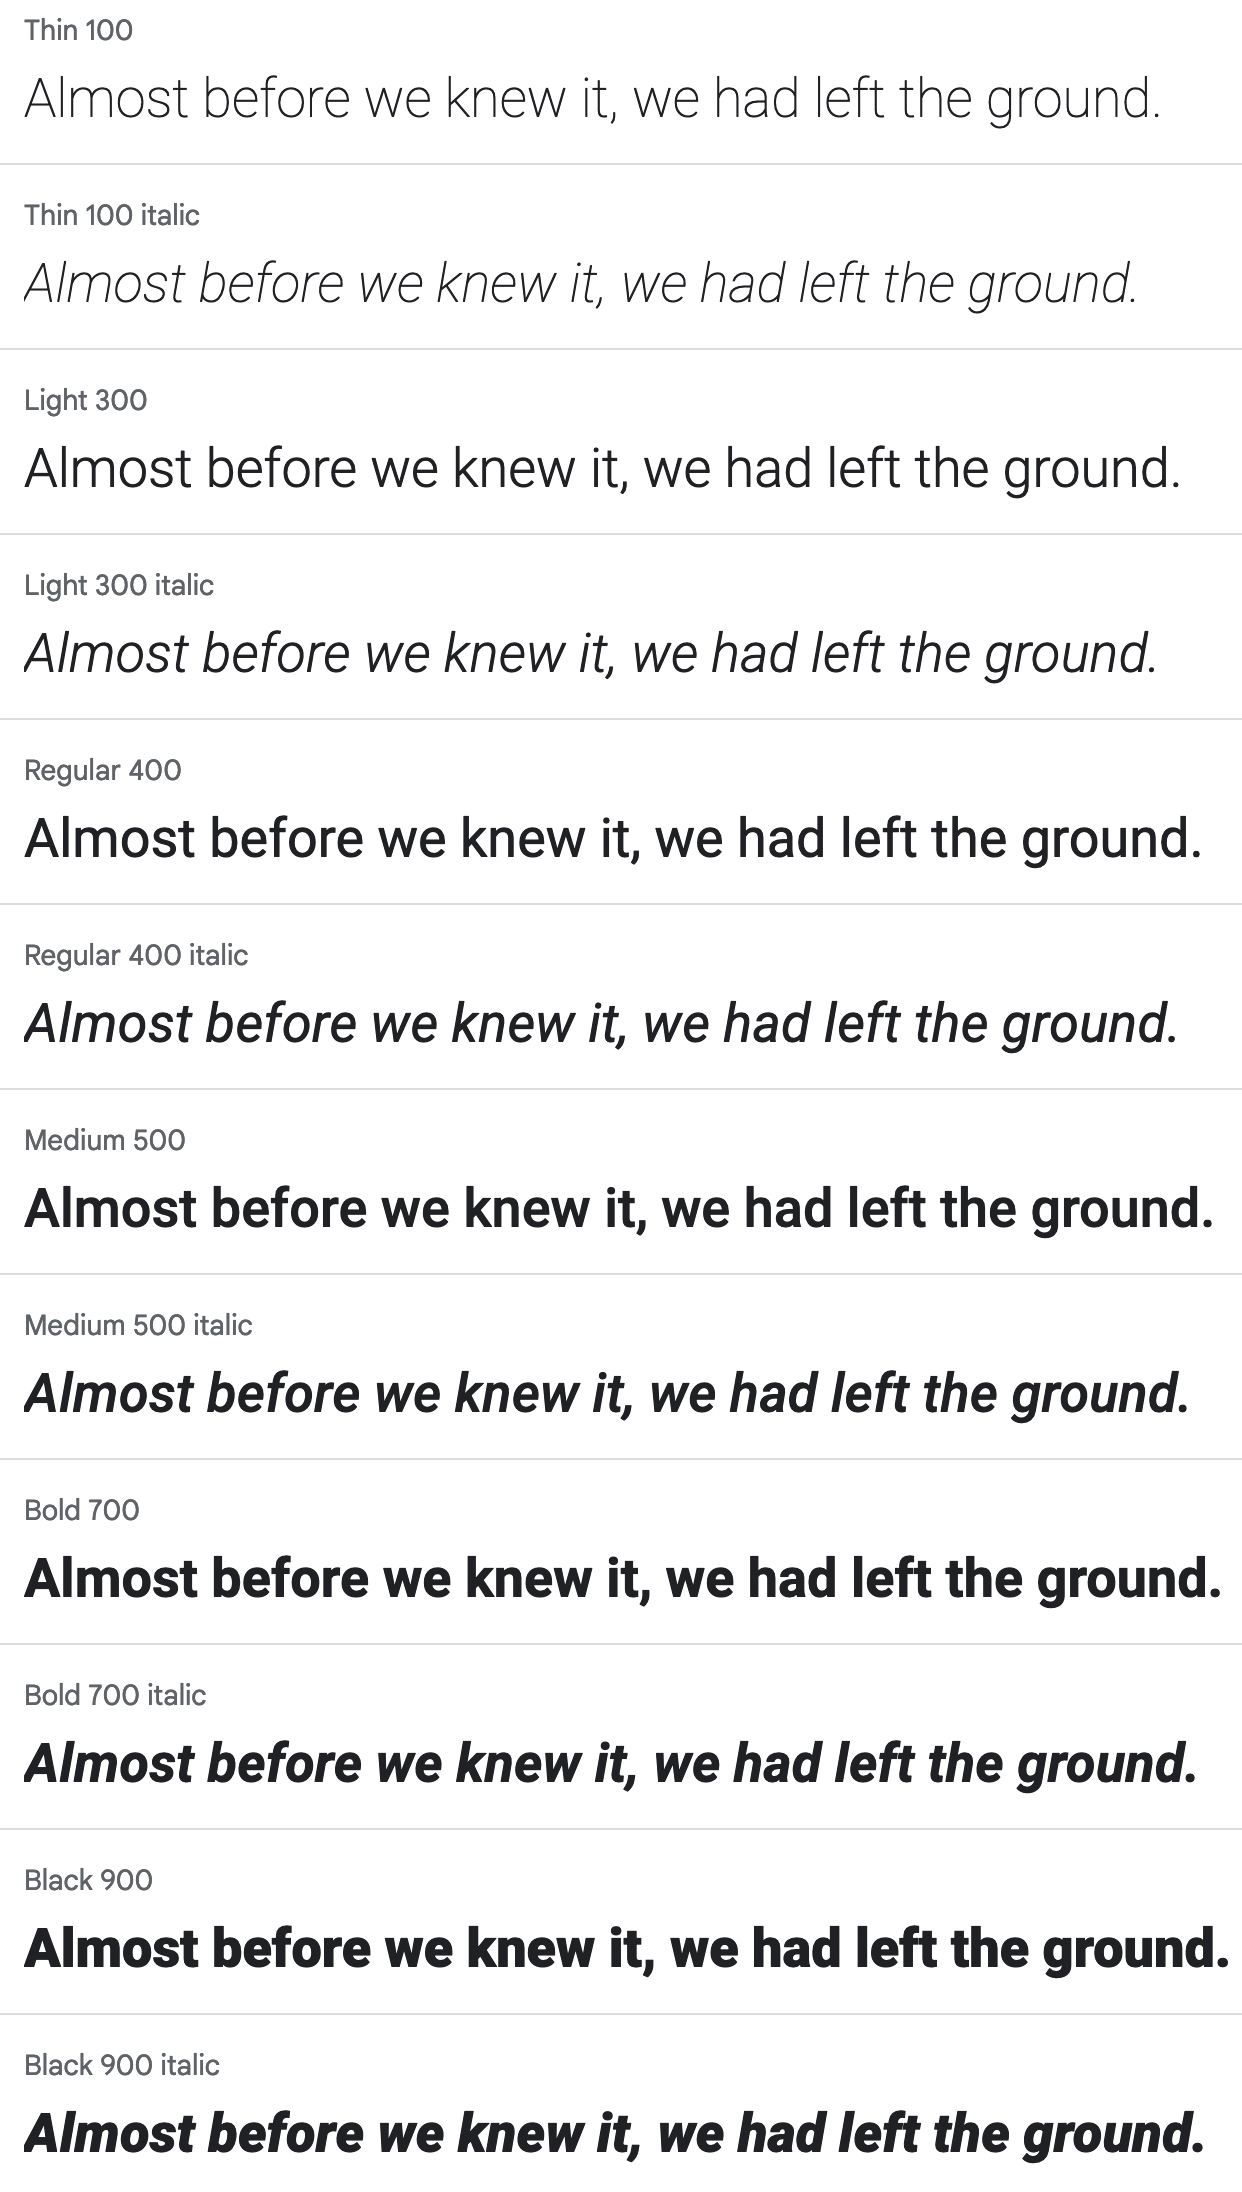 Thin 100
Almost before we knew it, we had left the ground.
Thin 100 italic
Almost before we knew it, we had left the ground.
Light 300
Almost before we knew it, we had left the ground.
Light 300 italic
Almost before we knew it, we had left the ground.
Regular 400
Almost before we knew it, we had left the ground.
Regular 400 italic
Almost before we knew it, we had left the ground.
Medium 500
Almost before we knew it, we had left the ground.
Medium 500 italic
Almost before we knew it, we had left the ground.
Bold 700
Almost before we knew it, we had left the ground.
Bold 700 italic
Almost before we knew it, we had left the ground.
Black 900
Almost before we knew it, we had left the ground.
Black 900 italic
Almost before we knew it, we had left the ground.